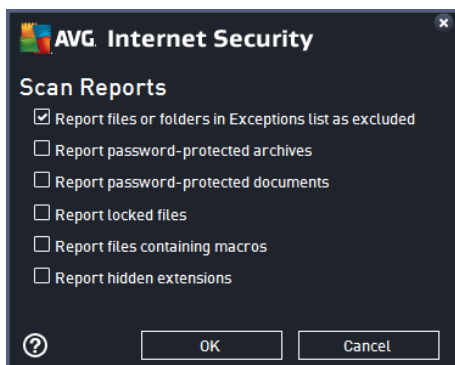 AVG. Internet Security
Scan Reports
Report files or folders in Exceptions list as excluded
Report password-protected archives
Report password-protected documents
Report locked files
Report files containing macros
Report hidden extensions
? OK Cancel